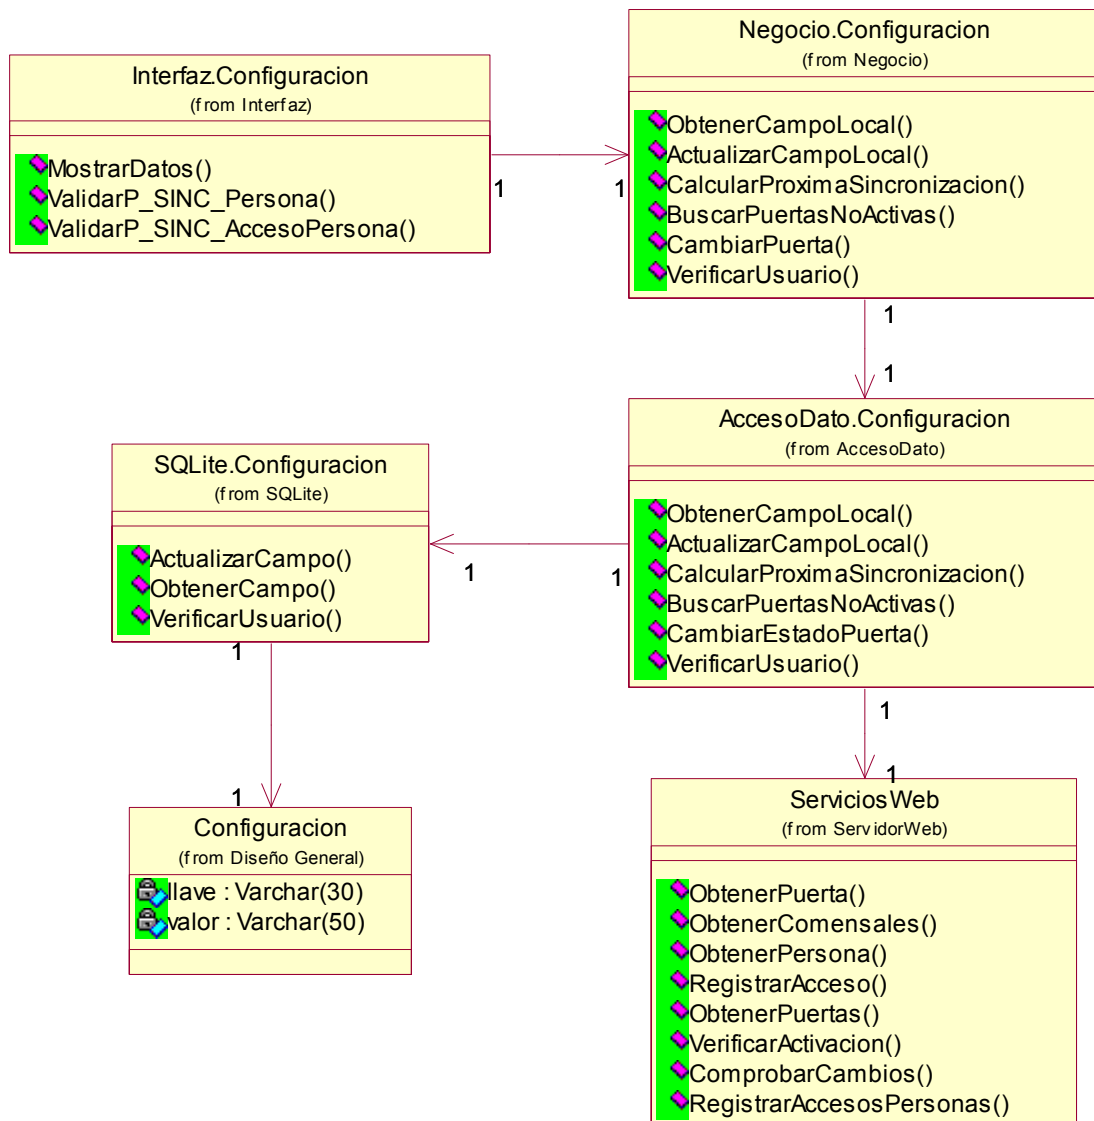 Interfaz.Configuracion
(from Interfaz)
MostrarDatos()
ValidarP_SINC_Persona()
ValidarP_SINC_AccesoPersona()
1
1
Negocio.Configuracion
(from Negocio)
ObtenerCampoLocal()
ActualizarCampoLocal()
CalcularProximaSincronizacion()
BuscarPuertasNoActivas()
CambiarPuerta()
VerificarUsuario()
1
1
AccesoDato.Configuracion
(from AccesoDato)
ObtenerCampoLocal()
ActualizarCampoLocal()
CalcularProximaSincronizacion()
BuscarPuertasNoActivas()
CambiarEstadoPuerta()
VerificarUsuario()
1
1
SQLite.Configuracion
(from SQLite)
ActualizarCampo()
ObtenerCampo()
VerificarUsuario()
1
1
Configuracion
(from Diseño General)
llave : Varchar(30)
valor : Varchar(50)
1
1
ServiciosWeb
(from ServidorWeb)
ObtenerPuerta()
ObtenerComensales()
ObtenerPersona()
RegistrarAcceso()
ObtenerPuertas()
VerificarActivacion()
ComprobarCambios()
RegistrarAccesosPersonas()